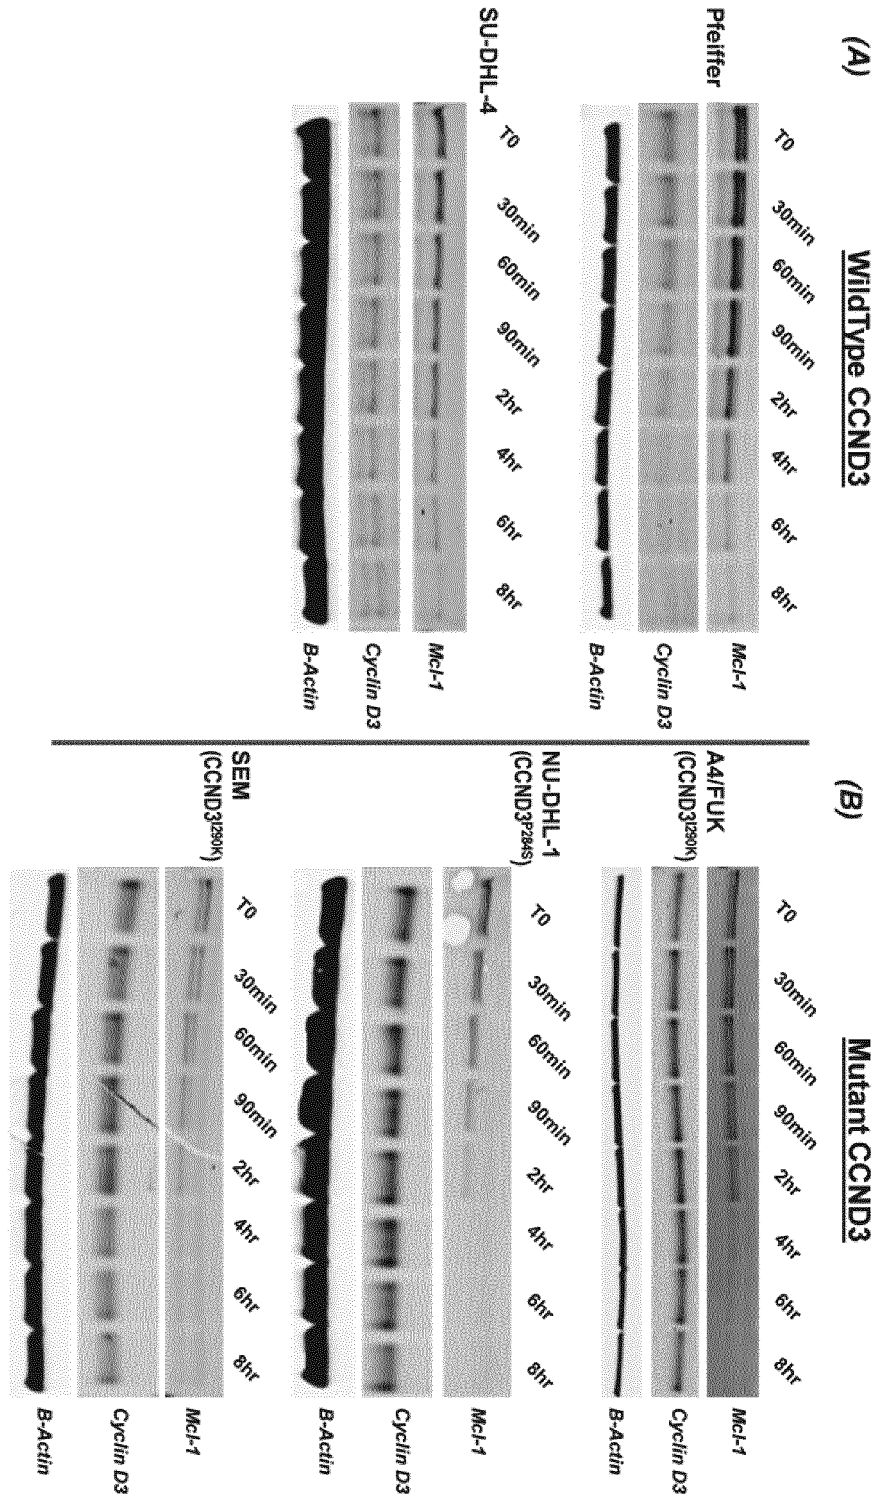 (A)
WildType CCND3
Pfeiffer
T0 30min 60min 90min 2hr 4hr 6hr 8hr
Mcl-1
Cyclin D3
B-Actin
SU-DHL-4
T0 30min 60min 90min 2hr 4hr 6hr 8hr
Mcl-1
Cyclin D3
B-Actin
(B)
Mutant CCND3
A4/FUK
(CCND3I290K)
T0 30min 60min 90min 2hr 4hr 6hr 8hr
Mcl-1
Cyclin D3
B-Actin
NU-DHL-1
(CCND3P284S)
T0 30min 60min 90min 2hr 4hr 6hr 8hr
Mcl-1
Cyclin D3
B-Actin
SEM
(CCND3I290K)
T0 30min 60min 90min 2hr 4hr 6hr 8hr
Mcl-1
Cyclin D3
B-Actin